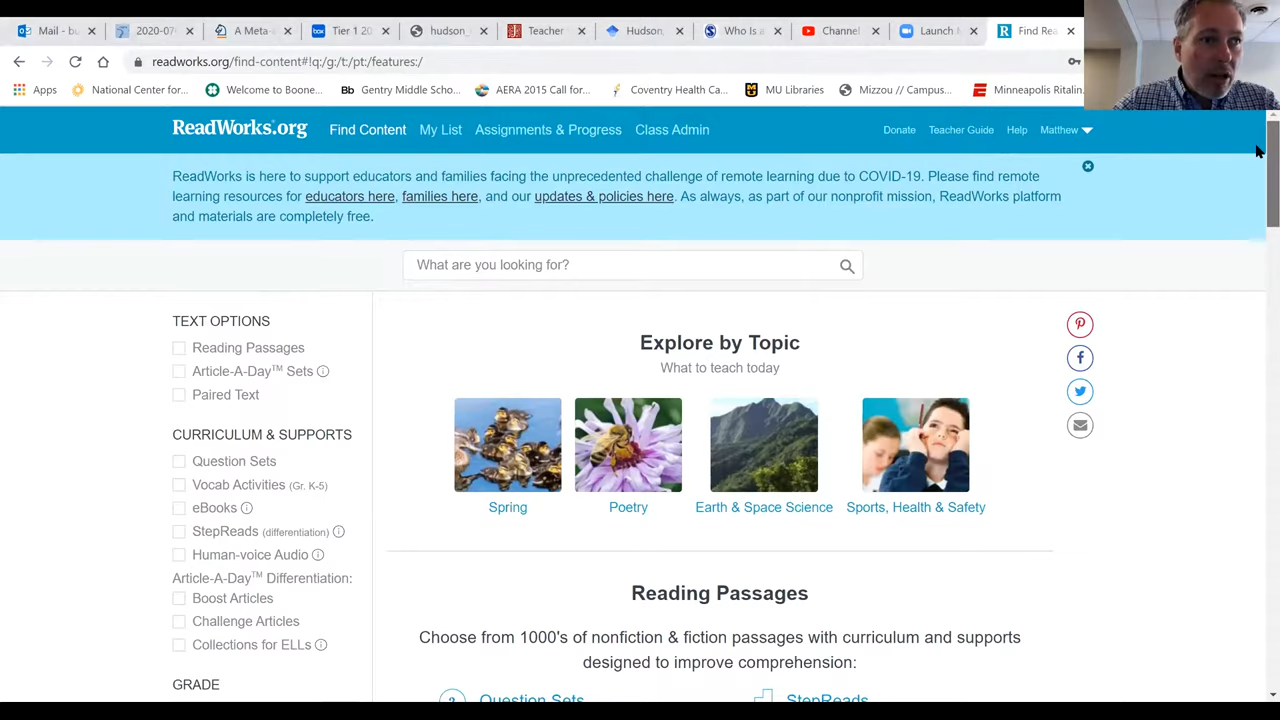 Mail - bu
2020-07
A Meta-
Tier 1 20
hudson_
Teacher
Hudson,
Who Is a
Channel
Launch M
Find Rea
readworks.org/find-content#!q:/g:/t:/pt:/features:/
Apps
National Center for...
Welcome to Boone...
Bb Gentry Middle Scho...
AERA 2015 Call for...
Coventry Health Ca...
MU Libraries
Mizzou // Campus...
Minneapolis Ritalin
ReadWorks.org
Find Content
My List
Assignments & Progress
Class Admin
Donate
Teacher Guide
Help
Matthew
ReadWorks is here to support educators and families facing the unprecedented challenge of remote learning due to COVID-19. Please find remote
learning resources for educators here, families here, and our updates & policies here. As always, as part of our nonprofit mission, ReadWorks platform
and materials are completely free.
What are you looking for?
TEXT OPTIONS
Reading Passages
Article-A-Day™ Sets
Paired Text
CURRICULUM & SUPPORTS
Question Sets
Vocab Activities (Gr. K-5)
eBooks
StepReads (differentiation)
Human-voice Audio
Article-A-Day™ Differentiation:
Boost Articles
Challenge Articles
Collections for ELLs
GRADE
Explore by Topic
What to teach today
Spring
Poetry
Earth & Space Science
Sports, Health & Safety
Reading Passages
Choose from 1000's of nonfiction & fiction passages with curriculum and supports
designed to improve comprehension:
Question Sets
StepReads